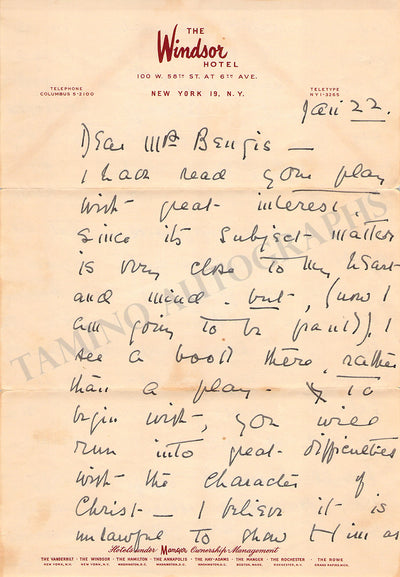 THE
Windsor
HOTEL
100 W. 58TH ST. AT 6TH AVE.
TELEPHONE
COLUMBUS 5-2100
NEW YORK 19, N.Y.
TELETYPE
NY 1-3265
Jan 22.
Dear Mrs Bengis —
I have read your play
with great interest.
Since its subject matter
is very close to my heart
and mind. but, (now I
am going to be frank), I
see a book there, rather
than a play. To
begin with, you will
run into great difficulties
with the character of
Christ — I believe it is
unlawful to show Him as
TAMINO AUTOGRAPHS
Hotels under Manger Ownership Management
THE VANDERBILT · THE WINDSOR · THE HAMILTON · THE ANNAPOLIS · THE HAY-ADAMS · THE MANGER · THE ROCHESTER · THE ROWE
NEW YORK, N.Y. NEW YORK, N.Y. WASHINGTON, D.C. WASHINGTON, D.C. WASHINGTON, D.C. BOSTON, MASS. ROCHESTER, N.Y. GRAND RAPIDS, MICH.